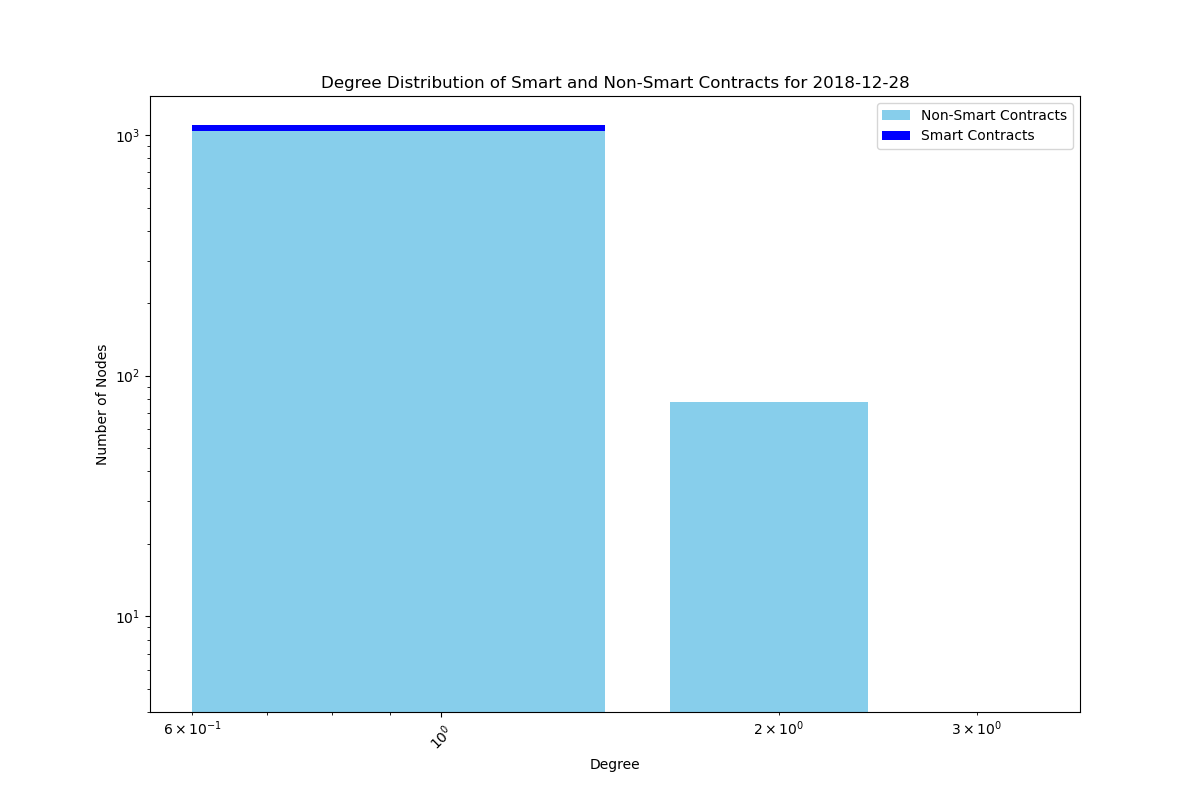 Degree Distribution of Smart and Non-Smart Contracts for 2018-12-28
Non-Smart Contracts
Smart Contracts
Number of Nodes
10³
10²
10¹
6 × 10⁻¹
10⁰
2 × 10⁰
3 × 10⁰
Degree